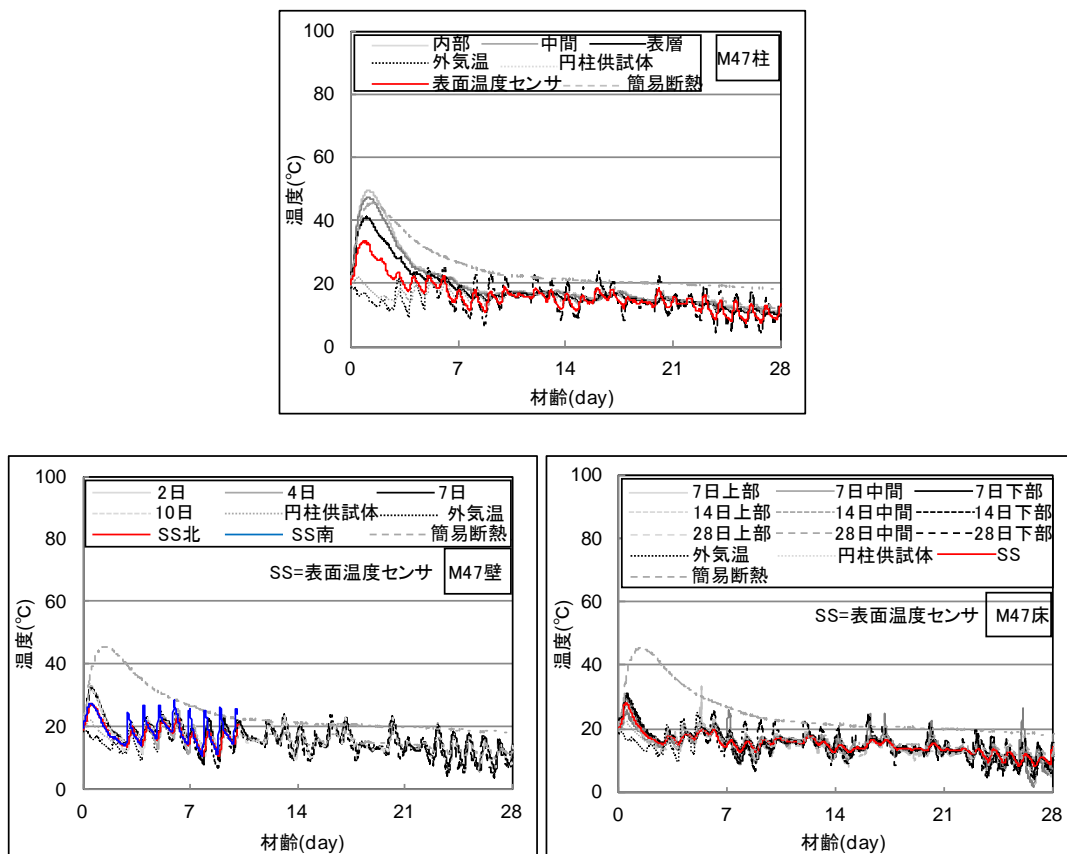 100
80
60
40
20
0
温度(℃)
内部 中間 表層
外気温 円柱供試体
表面温度センサ 簡易断熱
M47柱
0 7 14 21 28
材齢(day)
100
80
60
40
20
0
温度(℃)
2日 4日 7日
10日 円柱供試体 外気温
SS北 SS南 簡易断熱
SS=表面温度センサ M47壁
0 7 14 21 28
材齢(day)
100
80
60
40
20
0
温度(℃)
7日上部 7日中間 7日下部
14日上部 14日中間 14日下部
28日上部 28日中間 28日下部
外気温 円柱供試体 SS
簡易断熱
SS=表面温度センサ M47床
0 7 14 21 28
材齢(day)